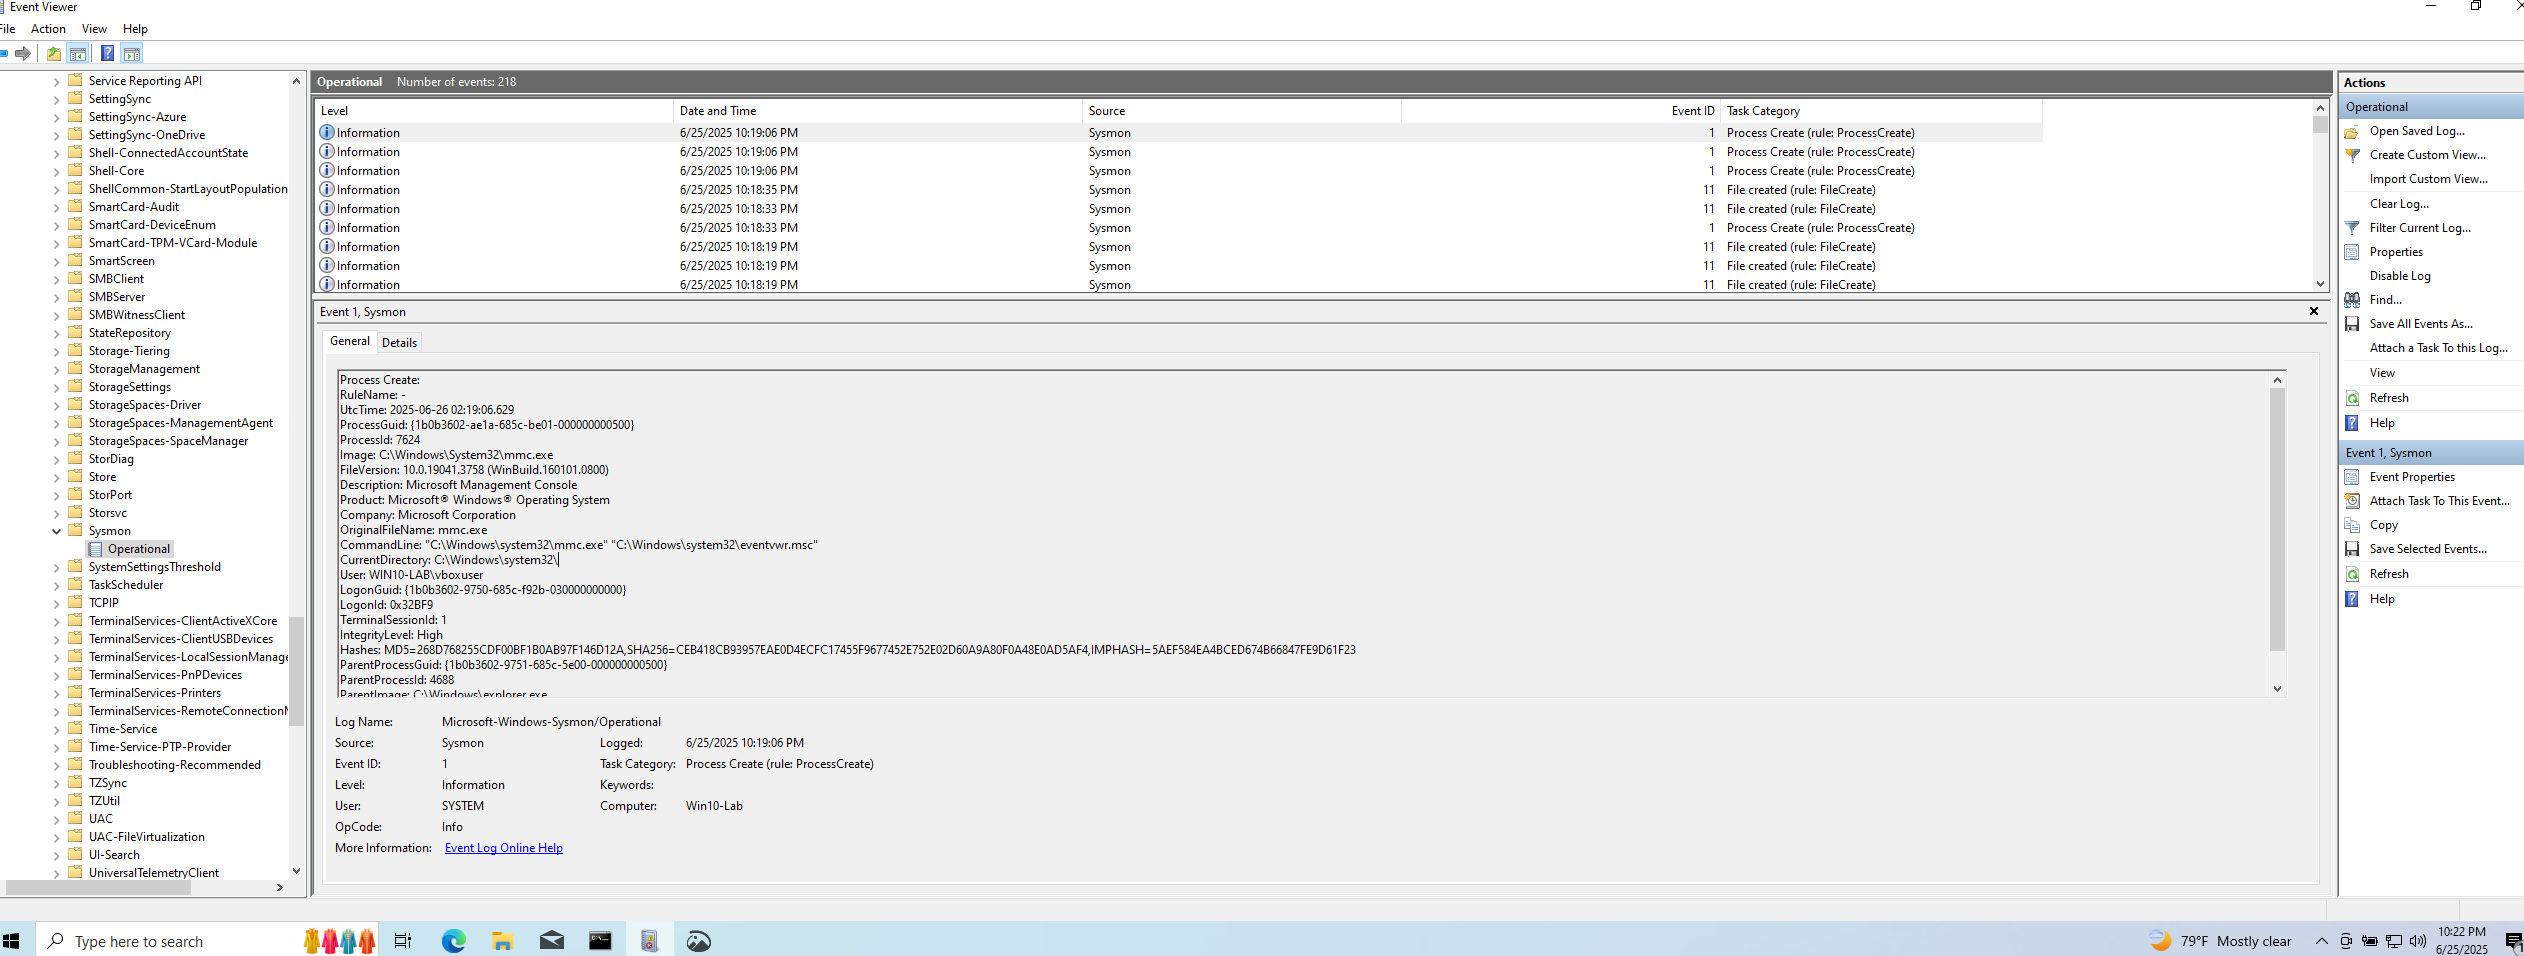 Event Viewer
File Action View Help
Service Reporting API
SettingSync
SettingSync-Azure
SettingSync-OneDrive
Shell-ConnectedAccountState
Shell-Core
ShellCommon-StartLayoutPopulation
SmartCard-Audit
SmartCard-DeviceEnum
SmartCard-TPM-VCard-Module
SmartScreen
SMBClient
SMBServer
SMBWitnessClient
StateRepository
Storage-Tiering
StorageManagement
StorageSettings
StorageSpaces-Driver
StorageSpaces-ManagementAgent
StorageSpaces-SpaceManager
StorDiag
Store
StorPort
Storsvc
Sysmon
Operational
SystemSettingsThreshold
TaskScheduler
TCPIP
TerminalServices-ClientActiveXCore
TerminalServices-ClientUSBDevices
TerminalServices-LocalSessionManage
TerminalServices-PnPDevices
TerminalServices-Printers
TerminalServices-RemoteConnectionM
Time-Service
Time-Service-PTP-Provider
Troubleshooting-Recommended
TZSync
TZUtil
UAC
UAC-FileVirtualization
UI-Search
UniversalTelemetryClient
Operational Number of events: 218
Level Date and Time Source Event ID Task Category
Information 6/25/2025 10:19:06 PM Sysmon 1 Process Create (rule: ProcessCreate)
Information 6/25/2025 10:19:06 PM Sysmon 1 Process Create (rule: ProcessCreate)
Information 6/25/2025 10:19:06 PM Sysmon 1 Process Create (rule: ProcessCreate)
Information 6/25/2025 10:18:35 PM Sysmon 11 File created (rule: FileCreate)
Information 6/25/2025 10:18:33 PM Sysmon 11 File created (rule: FileCreate)
Information 6/25/2025 10:18:33 PM Sysmon 1 Process Create (rule: ProcessCreate)
Information 6/25/2025 10:18:19 PM Sysmon 11 File created (rule: FileCreate)
Information 6/25/2025 10:18:19 PM Sysmon 11 File created (rule: FileCreate)
Information 6/25/2025 10:18:19 PM Sysmon 11 File created (rule: FileCreate)
Event 1, Sysmon
General Details
Process Create:
RuleName: -
UtcTime: 2025-06-26 02:19:06.629
ProcessGuid: {1b0b3602-ae1a-685c-be01-000000000500}
ProcessId: 7624
Image: C:\Windows\System32\mmc.exe
FileVersion: 10.0.19041.3758 (WinBuild.160101.0800)
Description: Microsoft Management Console
Product: Microsoft® Windows® Operating System
Company: Microsoft Corporation
OriginalFileName: mmc.exe
CommandLine: "C:\Windows\system32\mmc.exe" "C:\Windows\system32\eventvwr.msc"
CurrentDirectory: C:\Windows\system32\
User: WIN10-LAB\vboxuser
LogonGuid: {1b0b3602-9750-685c-f92b-030000000000}
LogonId: 0x32BF9
TerminalSessionId: 1
IntegrityLevel: High
Hashes: MD5=268D768255CDF00BF1B0AB97F146D12A,SHA256=CEB418CB93957EAE0D4ECFC17455F9677452E752E02D60A9A80F0A48E0AD5AF4,IMPHASH=5AEF584EA4BCED674B66847FE9D61F23
ParentProcessGuid: {1b0b3602-9751-685c-5e00-000000000500}
ParentProcessId: 4688
ParentImage: C:\Windows\explorer.exe
Log Name: Microsoft-Windows-Sysmon/Operational
Source: Sysmon Logged: 6/25/2025 10:19:06 PM
Event ID: 1 Task Category: Process Create (rule: ProcessCreate)
Level: Information Keywords:
User: SYSTEM Computer: Win10-Lab
OpCode: Info
More Information: Event Log Online Help
Actions
Operational
Open Saved Log...
Create Custom View...
Import Custom View...
Clear Log...
Filter Current Log...
Properties
Disable Log
Find...
Save All Events As...
Attach a Task To this Log...
View
Refresh
Help
Event 1, Sysmon
Event Properties
Attach Task To This Event...
Copy
Save Selected Events...
Refresh
Help
Type here to search
79°F Mostly clear
10:22 PM
6/25/2025